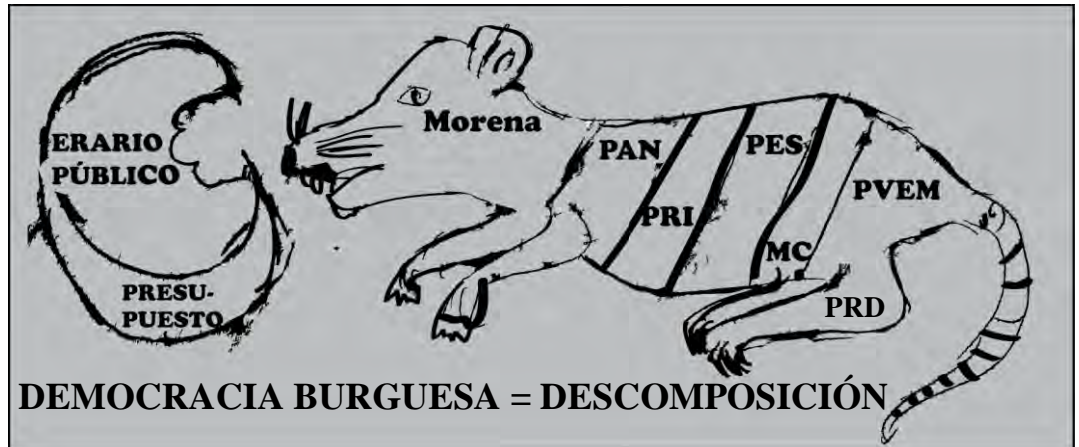 ERARIO
PÚBLICO
PRESU-
PUESTO
Morena
PAN
PRI
PES
MC
PVEM
PRD
DEMOCRACIA BURGUESA = DESCOMPOSICIÓN